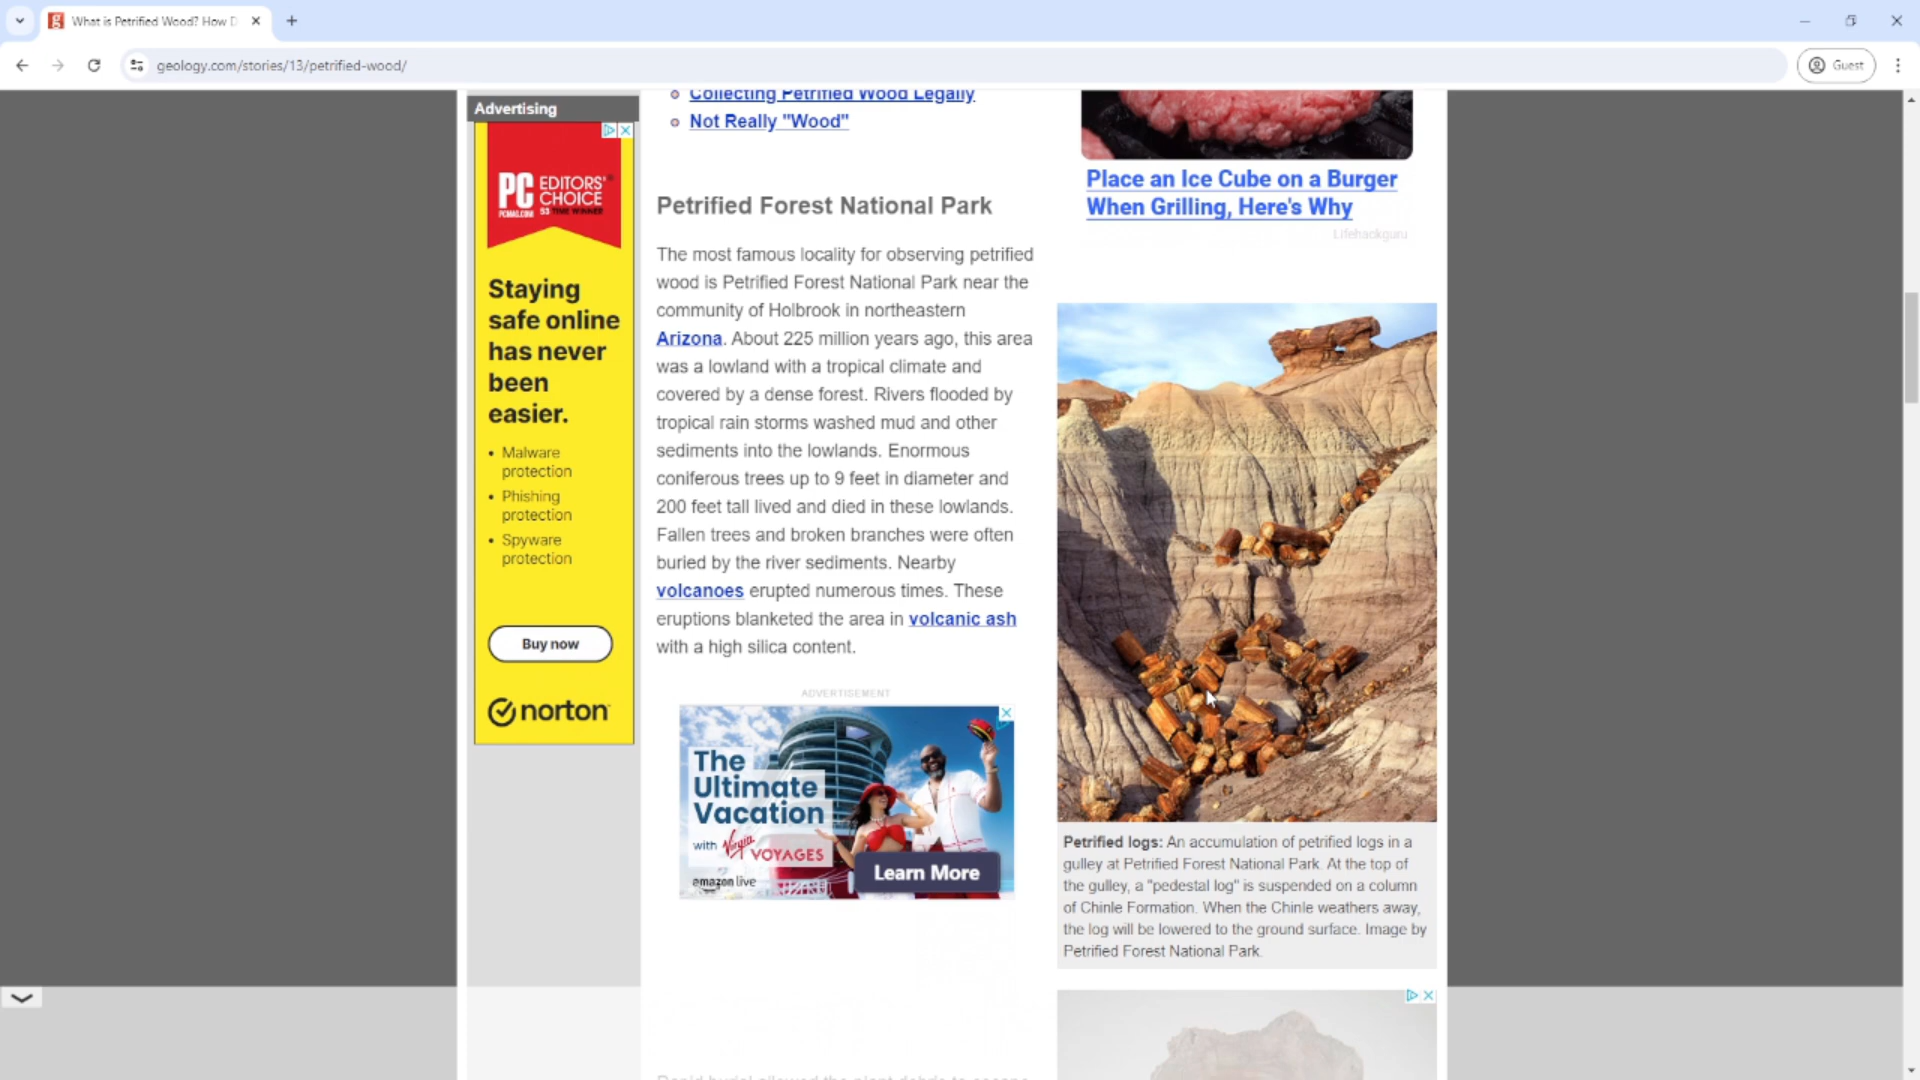 What is Petrified Wood? How D
geology.com/stories/13/petrified-wood/
Guest
Advertising
PC
PCMAG.COM
EDITORS'
CHOICE
53 TIME WINNER
Staying
safe online
has never
been
easier.
• Malware
protection
• Phishing
protection
• Spyware
protection
Buy now
norton
Collecting Petrified Wood Legally
Not Really "Wood"
Petrified Forest National Park
The most famous locality for observing petrified
wood is Petrified Forest National Park near the
community of Holbrook in northeastern
Arizona. About 225 million years ago, this area
was a lowland with a tropical climate and
covered by a dense forest. Rivers flooded by
tropical rain storms washed mud and other
sediments into the lowlands. Enormous
coniferous trees up to 9 feet in diameter and
200 feet tall lived and died in these lowlands.
Fallen trees and broken branches were often
buried by the river sediments. Nearby
volcanoes erupted numerous times. These
eruptions blanketed the area in volcanic ash
with a high silica content.
ADVERTISEMENT
The
Ultimate
Vacation
with Virgin
VOYAGES
amazon live
Learn More
Place an Ice Cube on a Burger
When Grilling, Here's Why
Lifehackguru
Petrified logs: An accumulation of petrified logs in a
gulley at Petrified Forest National Park. At the top of
the gulley, a "pedestal log" is suspended on a column
of Chinle Formation. When the Chinle weathers away,
the log will be lowered to the ground surface. Image by
Petrified Forest National Park.